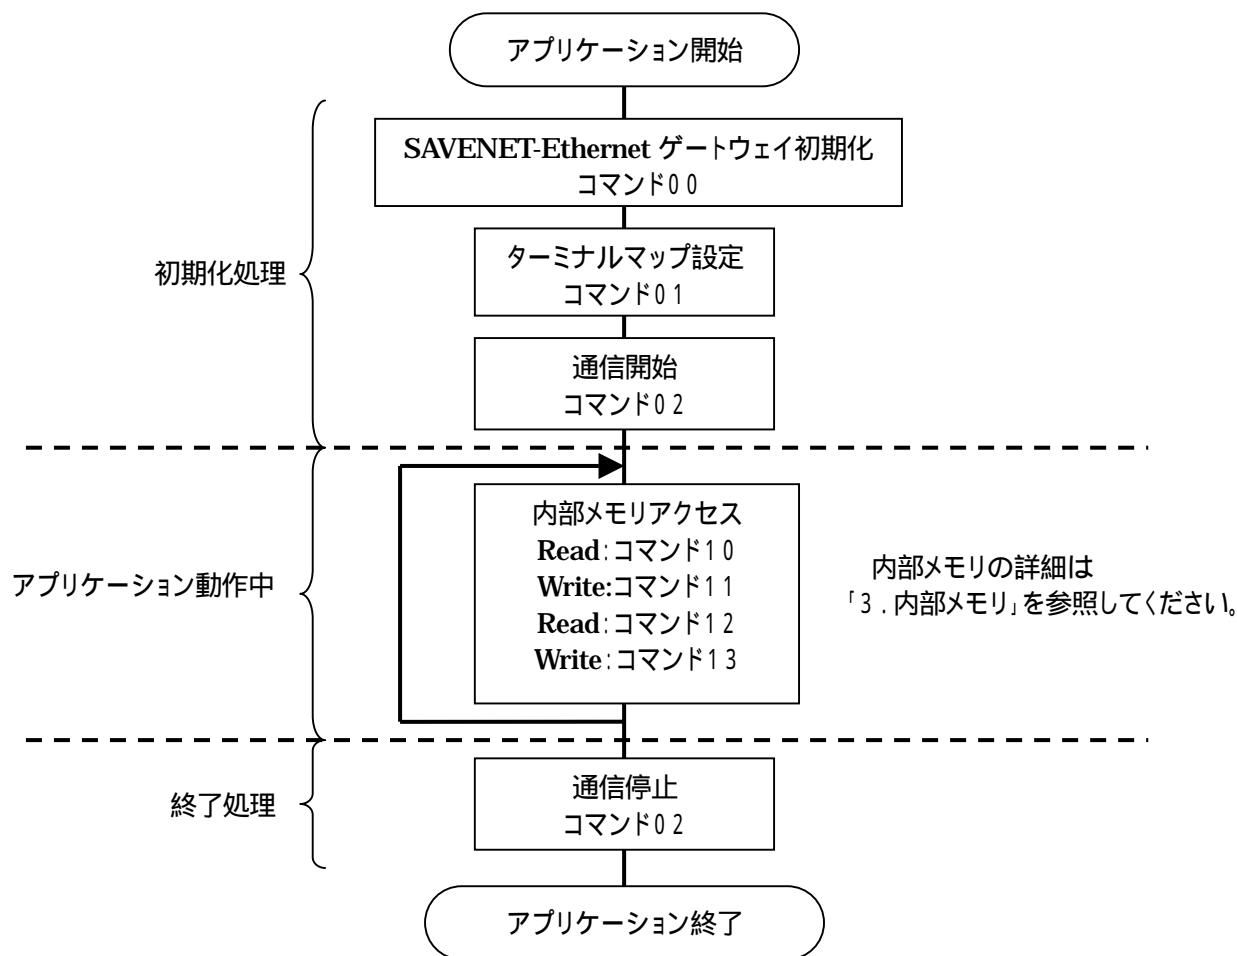 アプリケーション開始
SAVENET-Ethernet ゲートウェイ初期化
コマンド00
ターミナルマップ設定
コマンド01
初期化処理
通信開始
コマンド02
内部メモリアクセス
Read:コマンド10
Write:コマンド11
Read:コマンド12
Write:コマンド13
アプリケーション動作中
内部メモリの詳細は
「3.内部メモリ」を参照してください。
通信停止
コマンド02
終了処理
アプリケーション終了